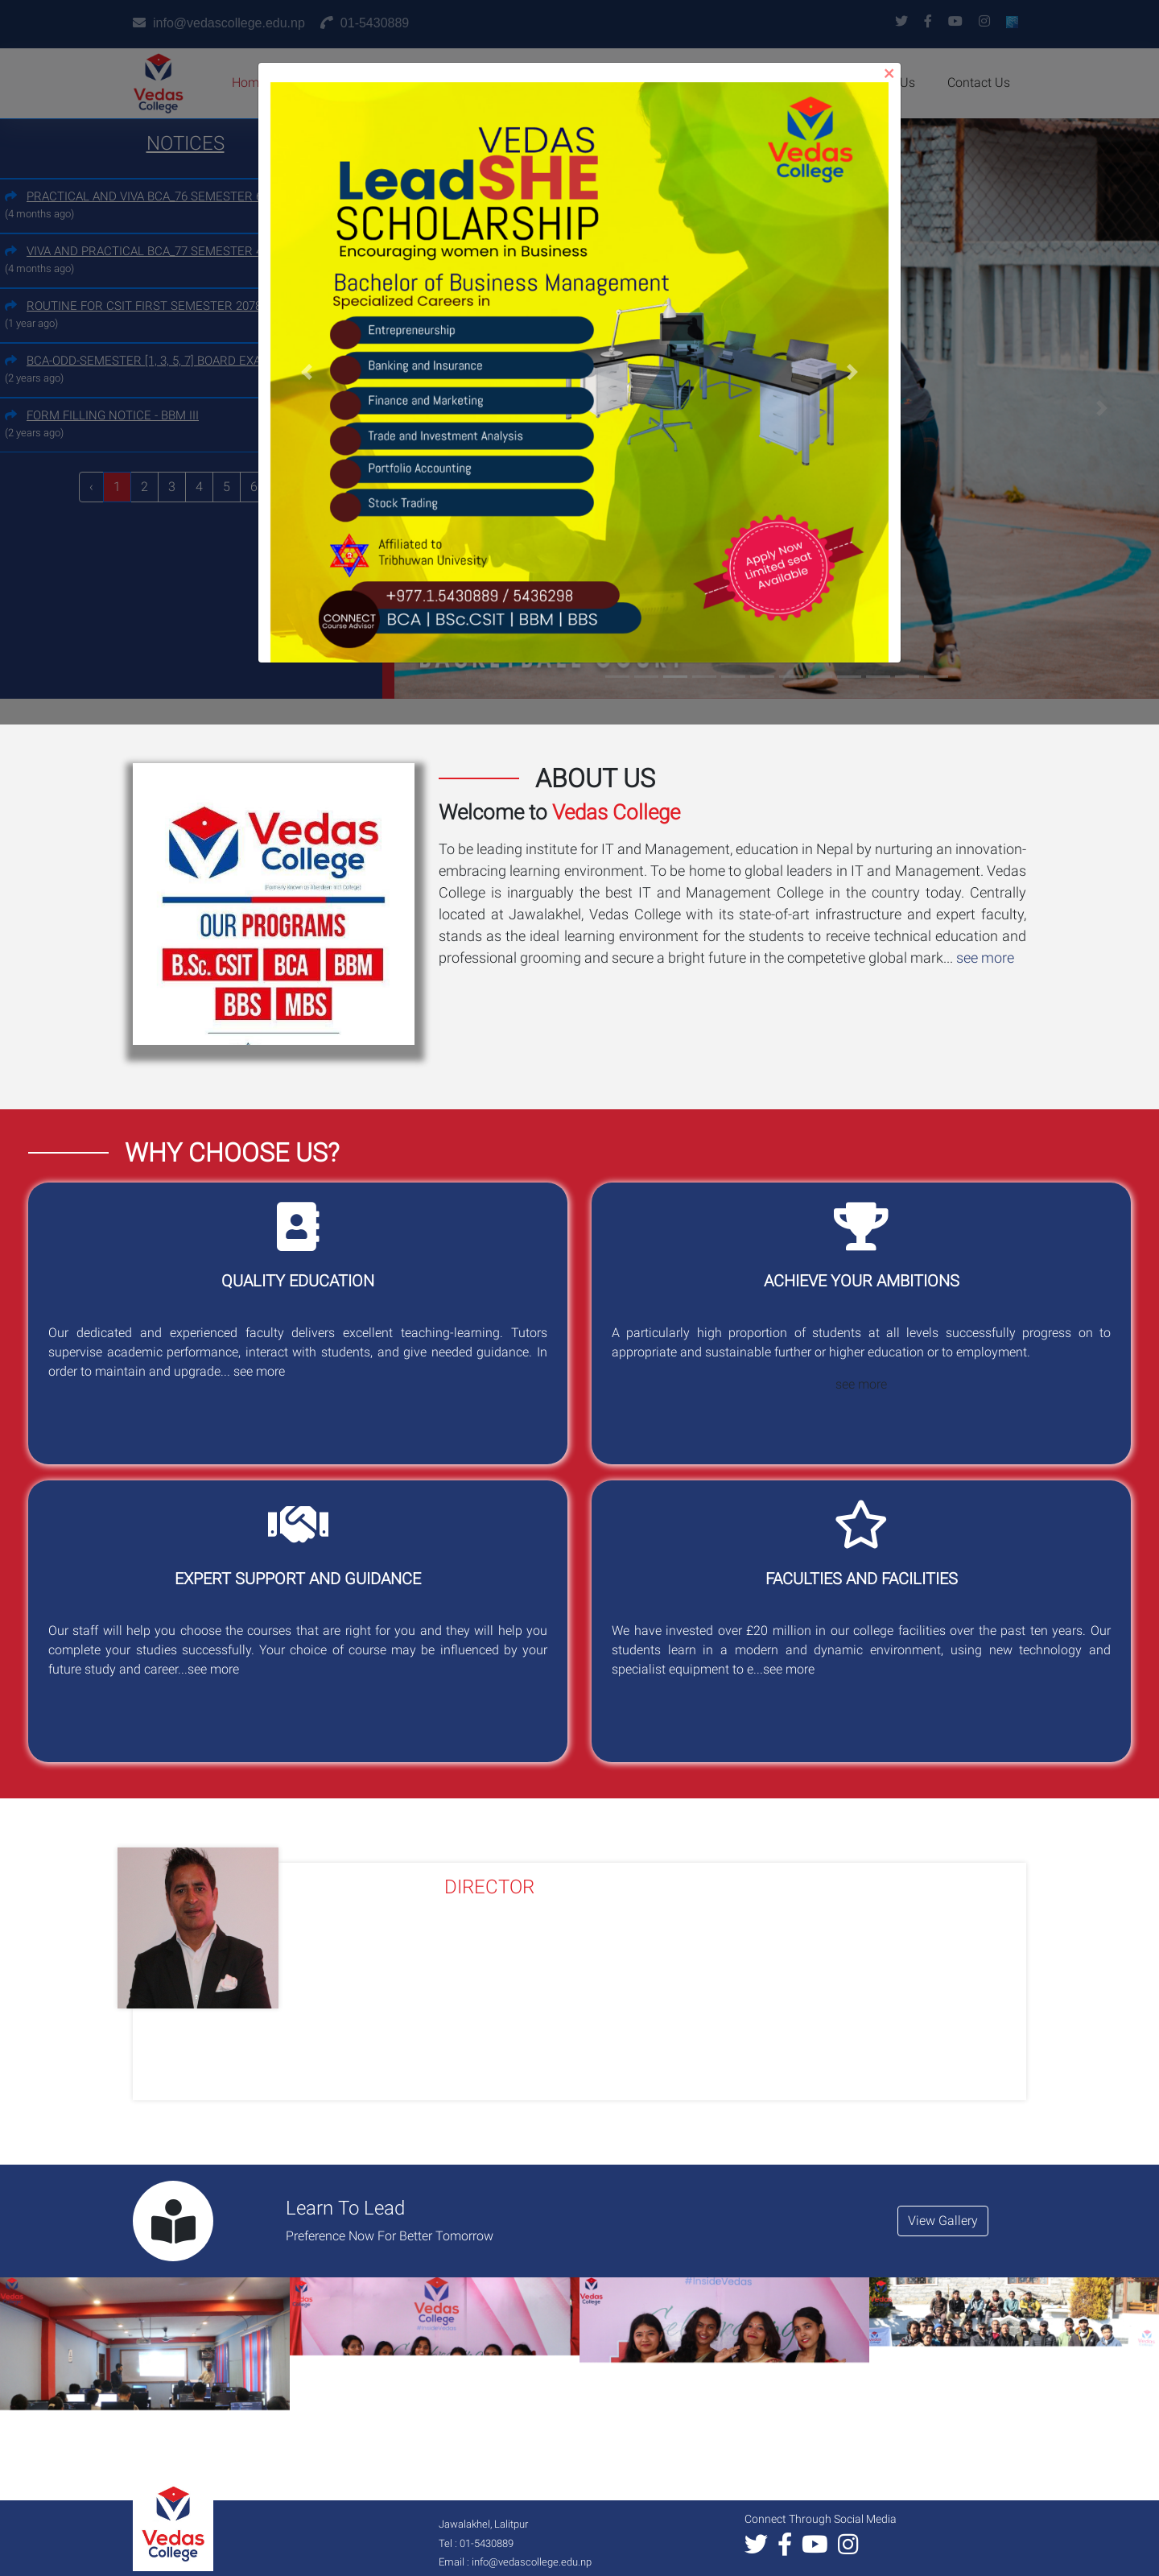 info@vedascollege.edu.np 01-5430889
Vedas
College
Us Contact Us
NOTICES
PRACTICAL AND VIVA BCA_76 SEMESTER
(4 months ago)
VIVA AND PRACTICAL BCA_77 SEMESTER
(4 months ago)
ROUTINE FOR CSIT FIRST SEMESTER
(1 year ago)
BCA-ODD-SEMESTER [1, 3, 5, 7] BOARD
(2 years ago)
FORM FILLING NOTICE - BBM III
(2 years ago)
‹ 1 2 3 4 5 6
×
Vedas
College
VEDAS
LeadSHE
SCHOLARSHIP
Encouraging women in Business
Bachelor of Business Management
Specialized Careers in
Entrepreneurship
Banking and Insurance
Finance and Marketing
Trade and Investment Analysis
Portfolio Accounting
Stock Trading
Affiliated to
Tribhuwan Univesity
Apply Now
Limited seat
Available
+977.1.5430889 / 5436298
CONNECT
Course Advisor
BCA | BSc.CSIT | BBM | BBS
BASKETBALL COURT
Vedas
College
OUR PROGRAMS
B.Sc. CSIT BCA BBM
BBS MBS
ABOUT US
Welcome to Vedas College
To be leading institute for IT and Management, education in Nepal by nurturing an innovation-
embracing learning environment. To be home to global leaders in IT and Management. Vedas
College is inarguably the best IT and Management College in the country today. Centrally
located at Jawalakhel, Vedas College with its state-of-art infrastructure and expert faculty,
stands as the ideal learning environment for the students to receive technical education and
professional grooming and secure a bright future in the competetive global mark... see more
WHY CHOOSE US?
QUALITY EDUCATION
Our dedicated and experienced faculty delivers excellent teaching-learning. Tutors
supervise academic performance, interact with students, and give needed guidance. In
order to maintain and upgrade... see more
ACHIEVE YOUR AMBITIONS
A particularly high proportion of students at all levels successfully progress on to
appropriate and sustainable further or higher education or to employment.
see more
EXPERT SUPPORT AND GUIDANCE
Our staff will help you choose the courses that are right for you and they will help you
complete your studies successfully. Your choice of course may be influenced by your
future study and career...see more
FACULTIES AND FACILITIES
We have invested over £20 million in our college facilities over the past ten years. Our
students learn in a modern and dynamic environment, using new technology and
specialist equipment to e...see more
DIRECTOR
Learn To Lead
Preference Now For Better Tomorrow
View Gallery
Vedas
College
#InsideVedas
Vedas
College
Jawalakhel, Lalitpur
Tel : 01-5430889
Email : info@vedascollege.edu.np
Connect Through Social Media